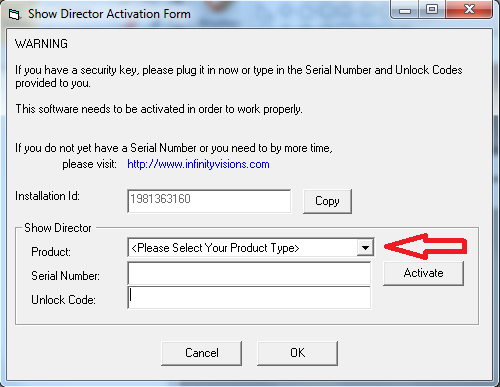 Show Director Activation Form
WARNING
If you have a security key, please plug it in now or type in the Serial Number and Unlock Codes
provided to you.
This software needs to be activated in order to work properly.
If you do not yet have a Serial Number or you need to by more time,
please visit: http://www.infinityvisions.com
Installation Id: 1981363160 Copy
Show Director
Product: <Please Select Your Product Type>
Serial Number: Activate
Unlock Code:
Cancel OK